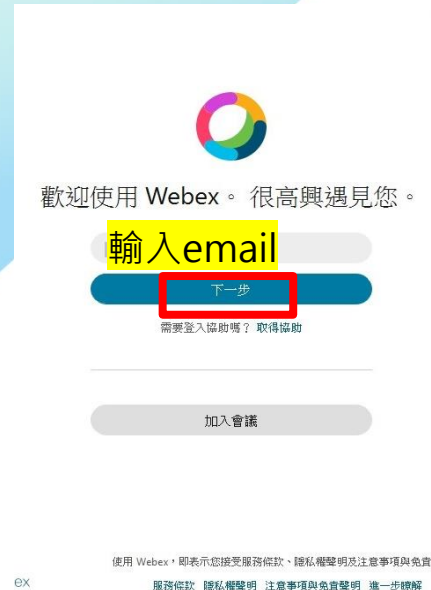 歡迎使用 Webex。 很高興遇見您。
輸入email
下一步
需要登入協助嗎？ 取得協助
加入會議
使用 Webex，即表示您接受服務條款、隱私權聲明及注意事項與免責
ex
服務條款 隱私權聲明 注意事項與免責聲明 進一步瞭解